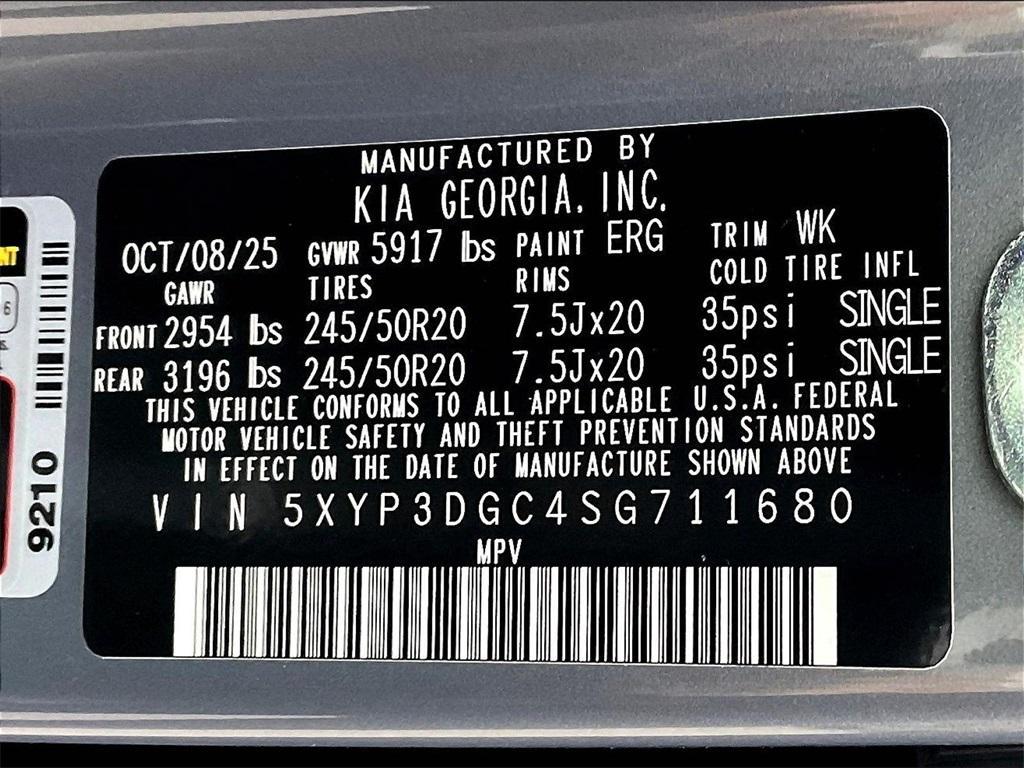 MANUFACTURED BY
KIA GEORGIA, INC.
OCT/08/25 GVWR 5917 lbs PAINT ERG TRIM WK
GAWR TIRES RIMS COLD TIRE INFL
FRONT 2954 lbs 245/50R20 7.5Jx20 35psi SINGLE
REAR 3196 lbs 245/50R20 7.5Jx20 35psi SINGLE
THIS VEHICLE CONFORMS TO ALL APPLICABLE U.S.A. FEDERAL
MOTOR VEHICLE SAFETY AND THEFT PREVENTION STANDARDS
IN EFFECT ON THE DATE OF MANUFACTURE SHOWN ABOVE
VIN 5XYP3DGC4SG711680
MPV
9210
6